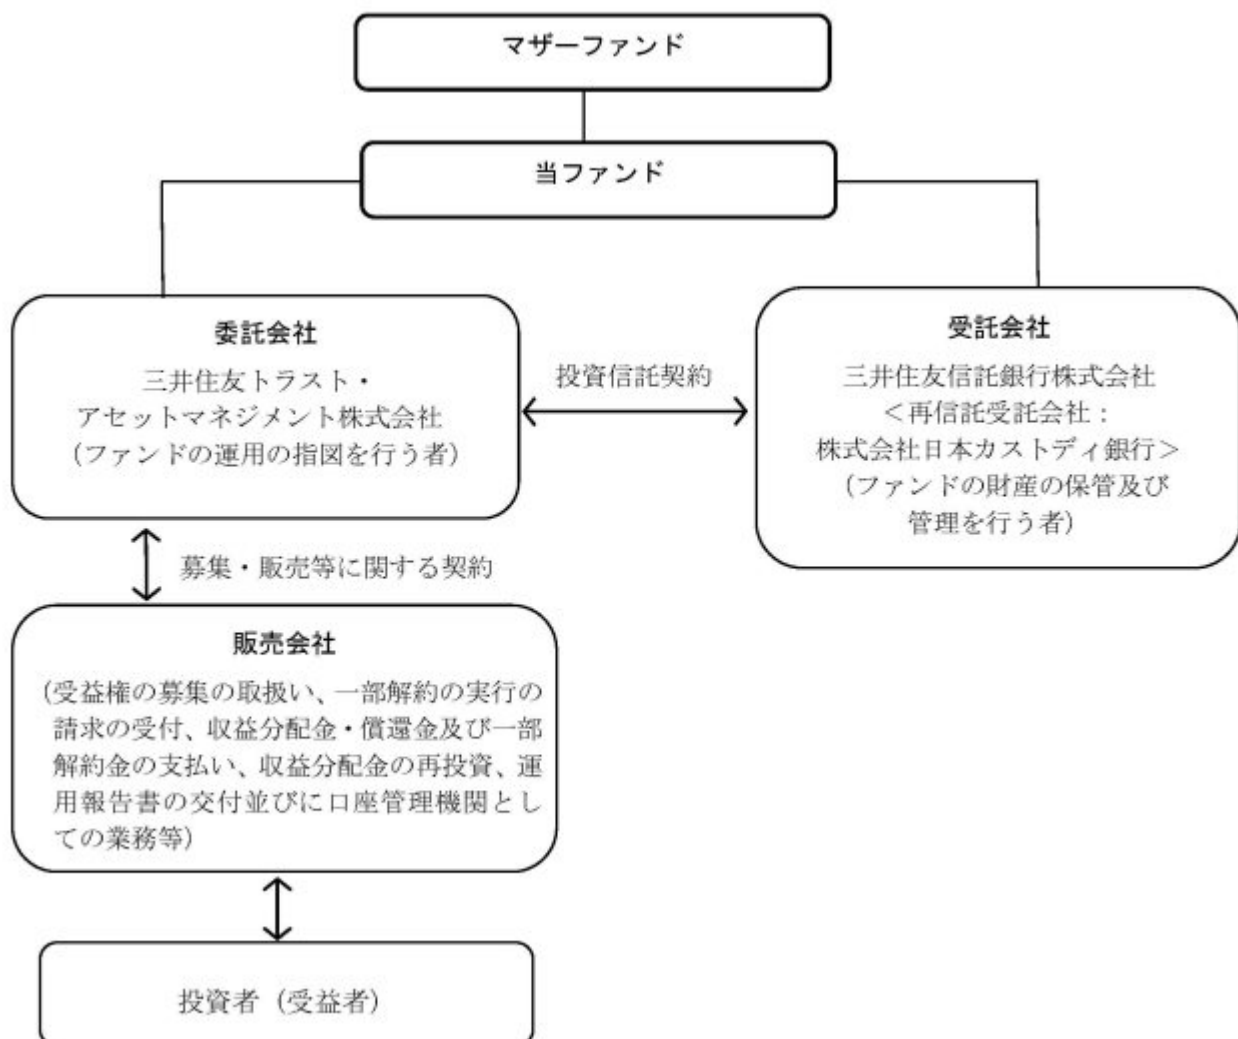 マザーファンド
当ファンド
委託会社
三井住友トラスト・
アセットマネジメント株式会社
（ファンドの運用の指図を行う者）
投資信託契約
受託会社
三井住友信託銀行株式会社
＜再信託受託会社：
株式会社日本カストディ銀行＞
（ファンドの財産の保管及び
管理を行う者）
募集・販売等に関する契約
販売会社
（受益権の募集の取扱い、一部解約の実行の
請求の受付、収益分配金・償還金及び一部
解約金の支払い、収益分配金の再投資、運
用報告書の交付並びに口座管理機関とし
ての業務等）
投資者（受益者）